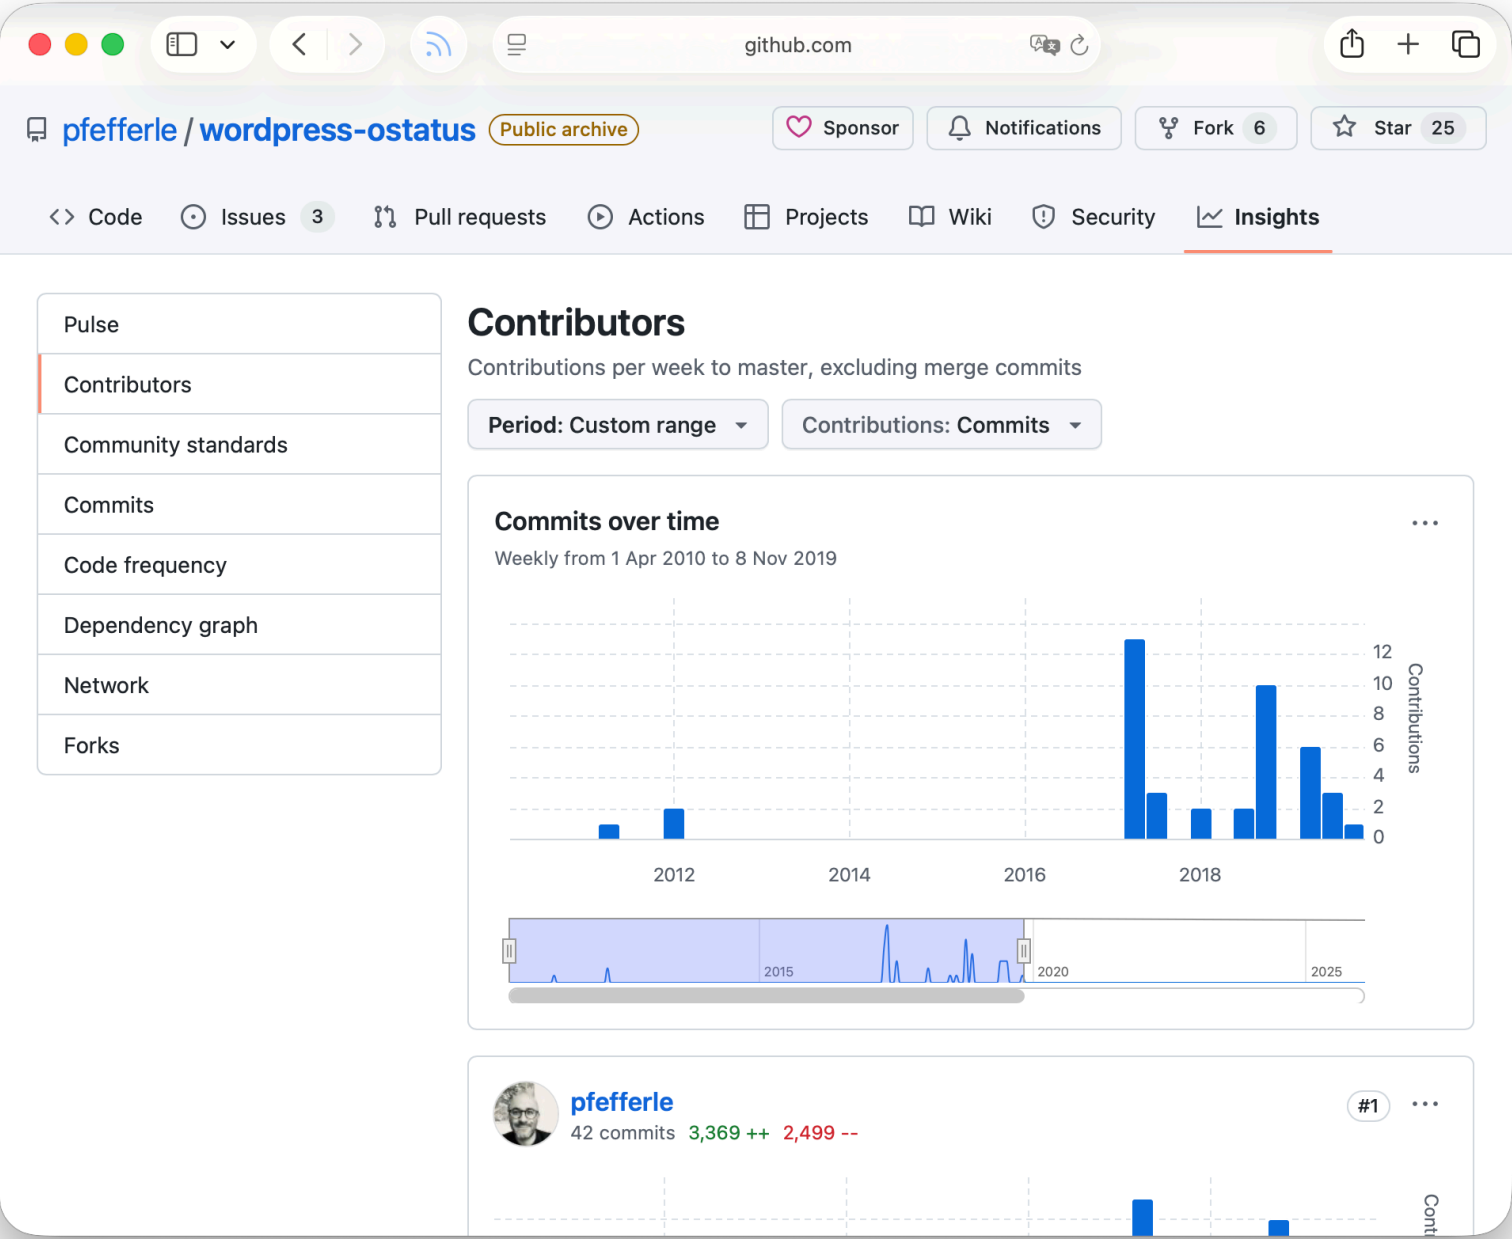 github.com
pfefferle / wordpress-ostatus Public archive
Sponsor Notifications Fork 6 Star 25
Code Issues 3 Pull requests Actions Projects Wiki Security Insights
Pulse
Contributors
Community standards
Commits
Code frequency
Dependency graph
Network
Forks
Contributors
Contributions per week to master, excluding merge commits
Period: Custom range Contributions: Commits
Commits over time
Weekly from 1 Apr 2010 to 8 Nov 2019
12
10
8
6
4
2
0
Contributions
2012 2014 2016 2018
2015 2020 2025
pfefferle
#1
42 commits 3,369 ++ 2,499 --
Cont